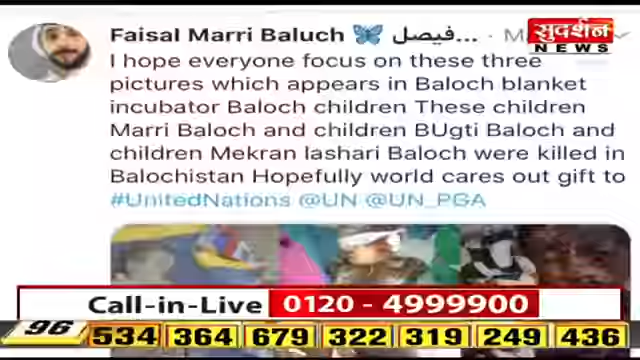 Faisal Marri Baluch 🦋 فيصل... · 
सुदर्शन
NEWS
I hope everyone focus on these three
pictures which appears in Baloch blanket
incubator Baloch children These children
Marri Baloch and children BUgti Baloch and
children Mekran lashari Baloch were killed in
Balochistan Hopefully world cares out gift to
#UnitedNations @UN @UN_PGA
Call-in-Live 0120 - 4999900
96 534 364 679 322 319 249 436